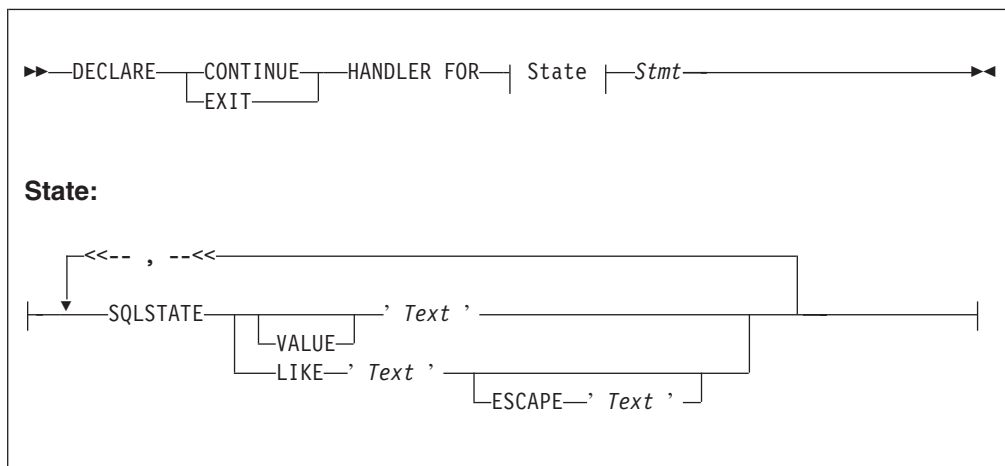 DECLARE CONTINUE HANDLER FOR State Stmt
EXIT
State:
<<-- , --<<
SQLSTATE ' Text '
VALUE
LIKE ' Text '
ESCAPE ' Text '